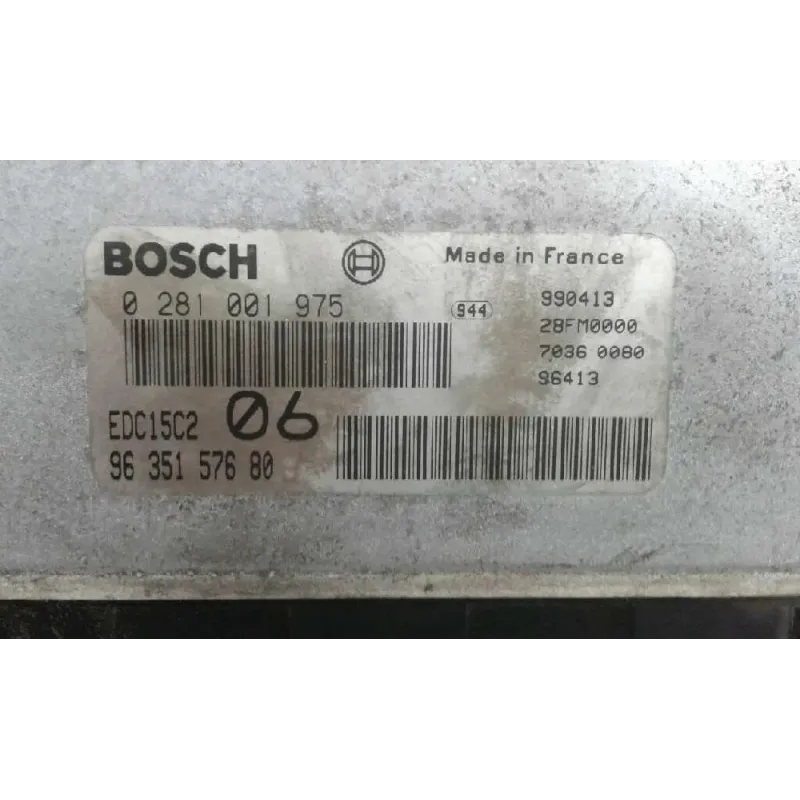 BOSCH
Made in France
0 281 001 975
944
990413
28FM0000
7036 0080
96413
EDC15C2
06
96 351 576 80